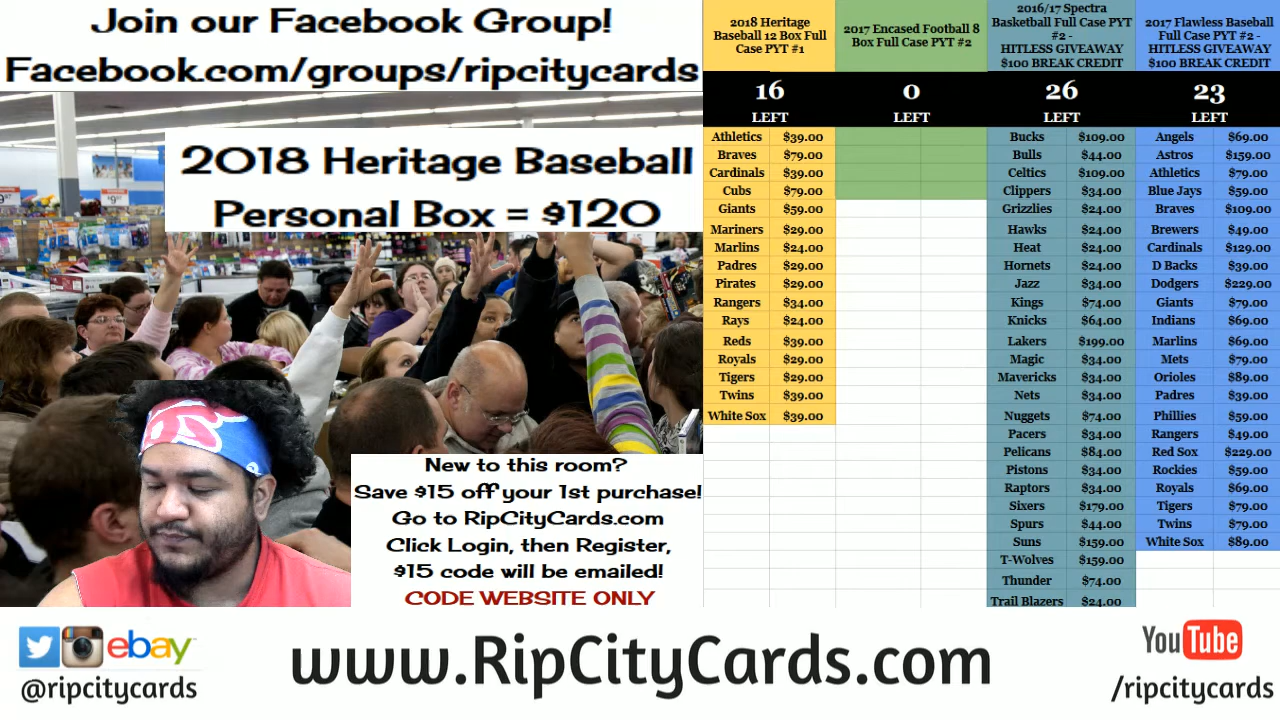 Join our Facebook Group!
Facebook.com/groups/ripcitycards
2018 Heritage Baseball
Personal Box = $120
New to this room?
Save $15 off your 1st purchase!
Go to RipCityCards.com
Click Login, then Register,
$15 code will be emailed!
CODE WEBSITE ONLY
2018 Heritage
Baseball 12 Box Full
Case PYT #1
16
LEFT
Athletics $39.00
Braves $79.00
Cardinals $39.00
Cubs $79.00
Giants $59.00
Mariners $29.00
Marlins $24.00
Padres $29.00
Pirates $29.00
Rangers $34.00
Rays $24.00
Reds $39.00
Royals $29.00
Tigers $29.00
Twins $39.00
White Sox $39.00
2017 Encased Football 8
Box Full Case PYT #2
0
LEFT
2016/17 Spectra
Basketball Full Case PYT
#2 -
HITLESS GIVEAWAY
$100 BREAK CREDIT
26
LEFT
Bucks $109.00
Bulls $44.00
Celtics $109.00
Clippers $34.00
Grizzlies $24.00
Hawks $24.00
Heat $24.00
Hornets $24.00
Jazz $34.00
Kings $74.00
Knicks $64.00
Lakers $199.00
Magic $34.00
Mavericks $34.00
Nets $34.00
Nuggets $74.00
Pacers $34.00
Pelicans $84.00
Pistons $34.00
Raptors $34.00
Sixers $179.00
Spurs $44.00
Suns $159.00
T-Wolves $159.00
Thunder $74.00
Trail Blazers $24.00
2017 Flawless Baseball
Full Case PYT #2 -
HITLESS GIVEAWAY
$100 BREAK CREDIT
23
LEFT
Angels $69.00
Astros $159.00
Athletics $79.00
Blue Jays $59.00
Braves $109.00
Brewers $49.00
Cardinals $129.00
D Backs $39.00
Dodgers $229.00
Giants $79.00
Indians $69.00
Marlins $69.00
Mets $79.00
Orioles $89.00
Padres $39.00
Phillies $59.00
Rangers $49.00
Red Sox $229.00
Rockies $59.00
Royals $69.00
Tigers $79.00
Twins $79.00
White Sox $89.00
ebay
@ripcitycards
www.RipCityCards.com
YouTube
/ripcitycards